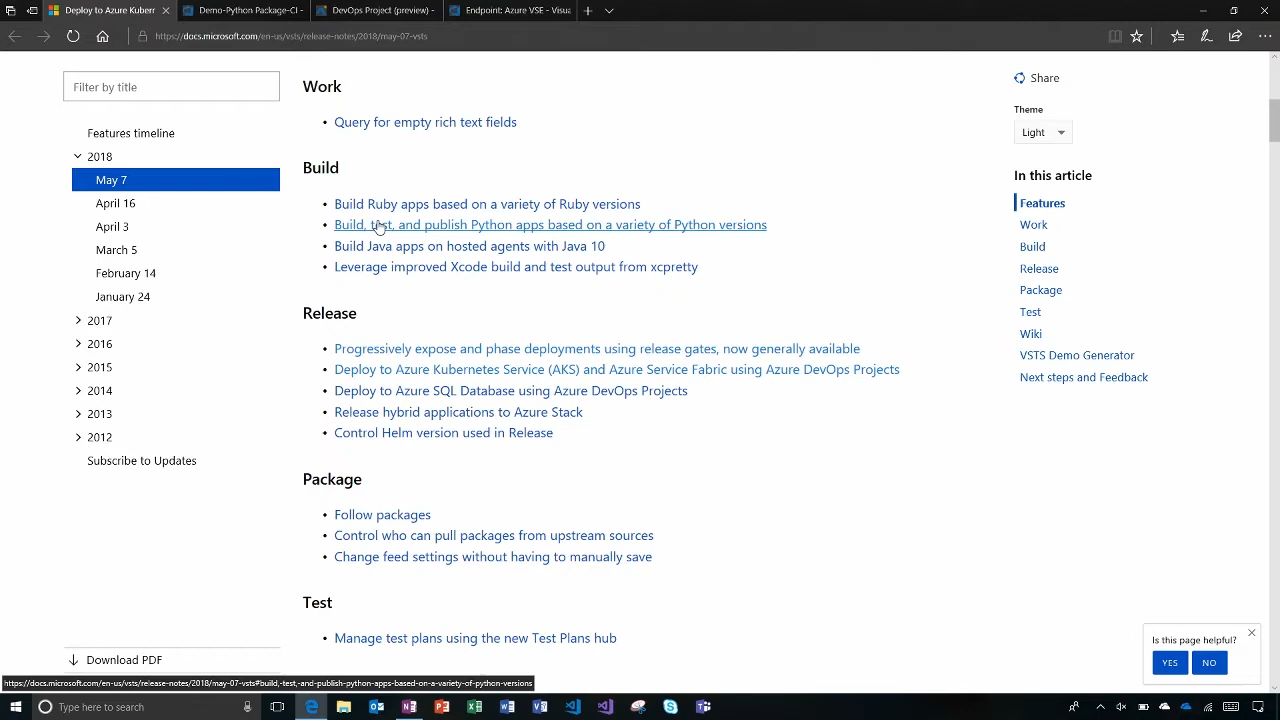 Deploy to Azure Kuberr
Demo-Python Package-CI -
DevOps Project (preview) -
Endpoint: Azure VSE - Visua
https://docs.microsoft.com/en-us/vsts/release-notes/2018/may-07-vsts
Filter by title
Features timeline
2018
May 7
April 16
April 3
March 5
February 14
January 24
2017
2016
2015
2014
2013
2012
Subscribe to Updates
Download PDF
Work
• Query for empty rich text fields
Build
• Build Ruby apps based on a variety of Ruby versions
• Build, test, and publish Python apps based on a variety of Python versions
• Build Java apps on hosted agents with Java 10
• Leverage improved Xcode build and test output from xcpretty
Release
• Progressively expose and phase deployments using release gates, now generally available
• Deploy to Azure Kubernetes Service (AKS) and Azure Service Fabric using Azure DevOps Projects
• Deploy to Azure SQL Database using Azure DevOps Projects
• Release hybrid applications to Azure Stack
• Control Helm version used in Release
Package
• Follow packages
• Control who can pull packages from upstream sources
• Change feed settings without having to manually save
Test
• Manage test plans using the new Test Plans hub
Share
Theme
Light
In this article
Features
Work
Build
Release
Package
Test
Wiki
VSTS Demo Generator
Next steps and Feedback
Is this page helpful?
YES NO
https://docs.microsoft.com/en-us/vsts/release-notes/2018/may-07-vsts#build,-test,-and-publish-python-apps-based-on-a-variety-of-python-versions
Type here to search